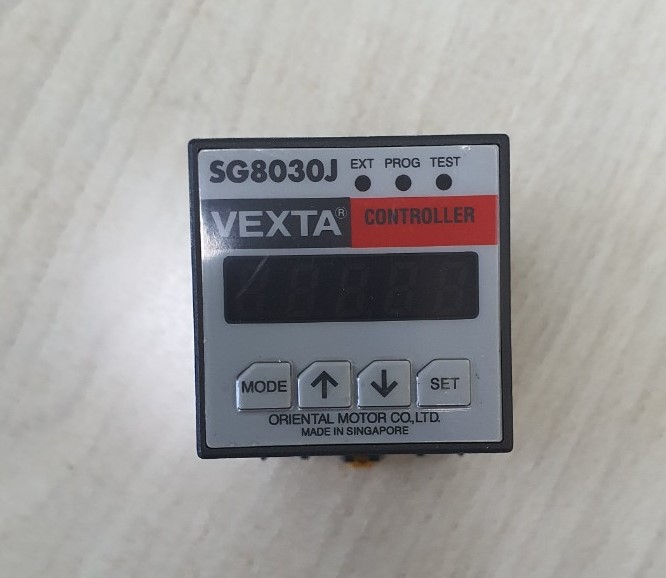 SG8030J EXT PROG TEST
VEXTA® CONTROLLER
MODE SET
ORIENTAL MOTOR CO.,LTD.
MADE IN SINGAPORE